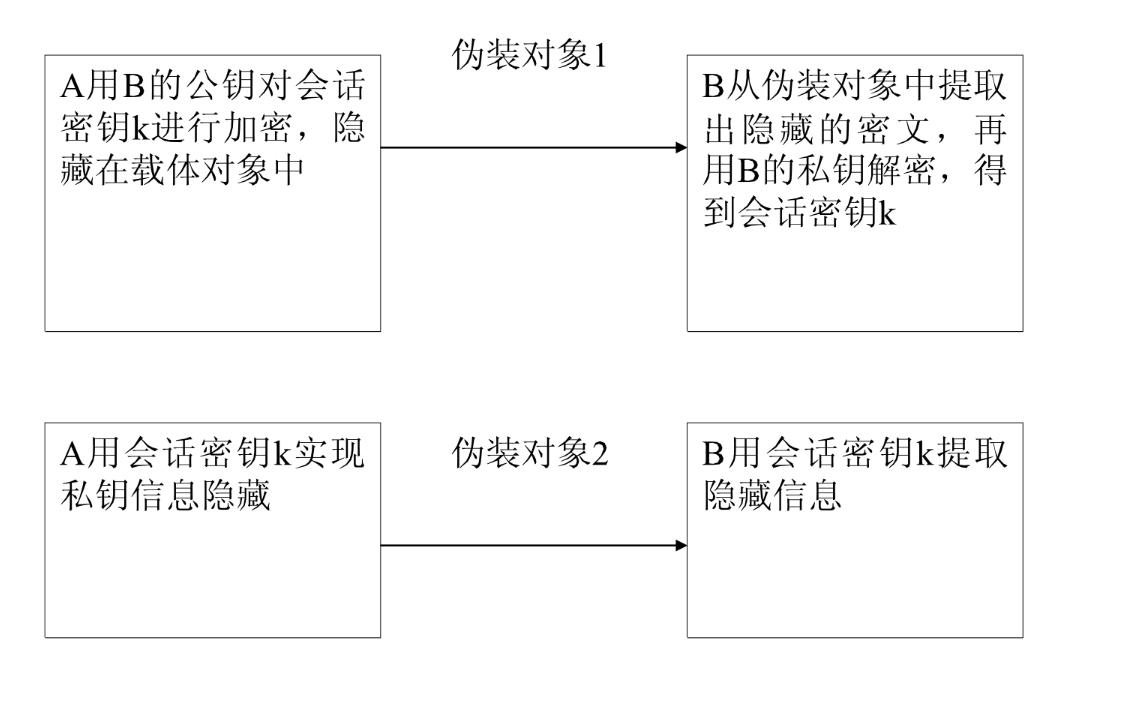 伪装对象1
A用B的公钥对会话
密钥k进行加密，隐
藏在载体对象中
B从伪装对象中提取
出隐藏的密文，再
用B的私钥解密，得
到会话密钥k
伪装对象2
A用会话密钥k实现
私钥信息隐藏
B用会话密钥k提取
隐藏信息